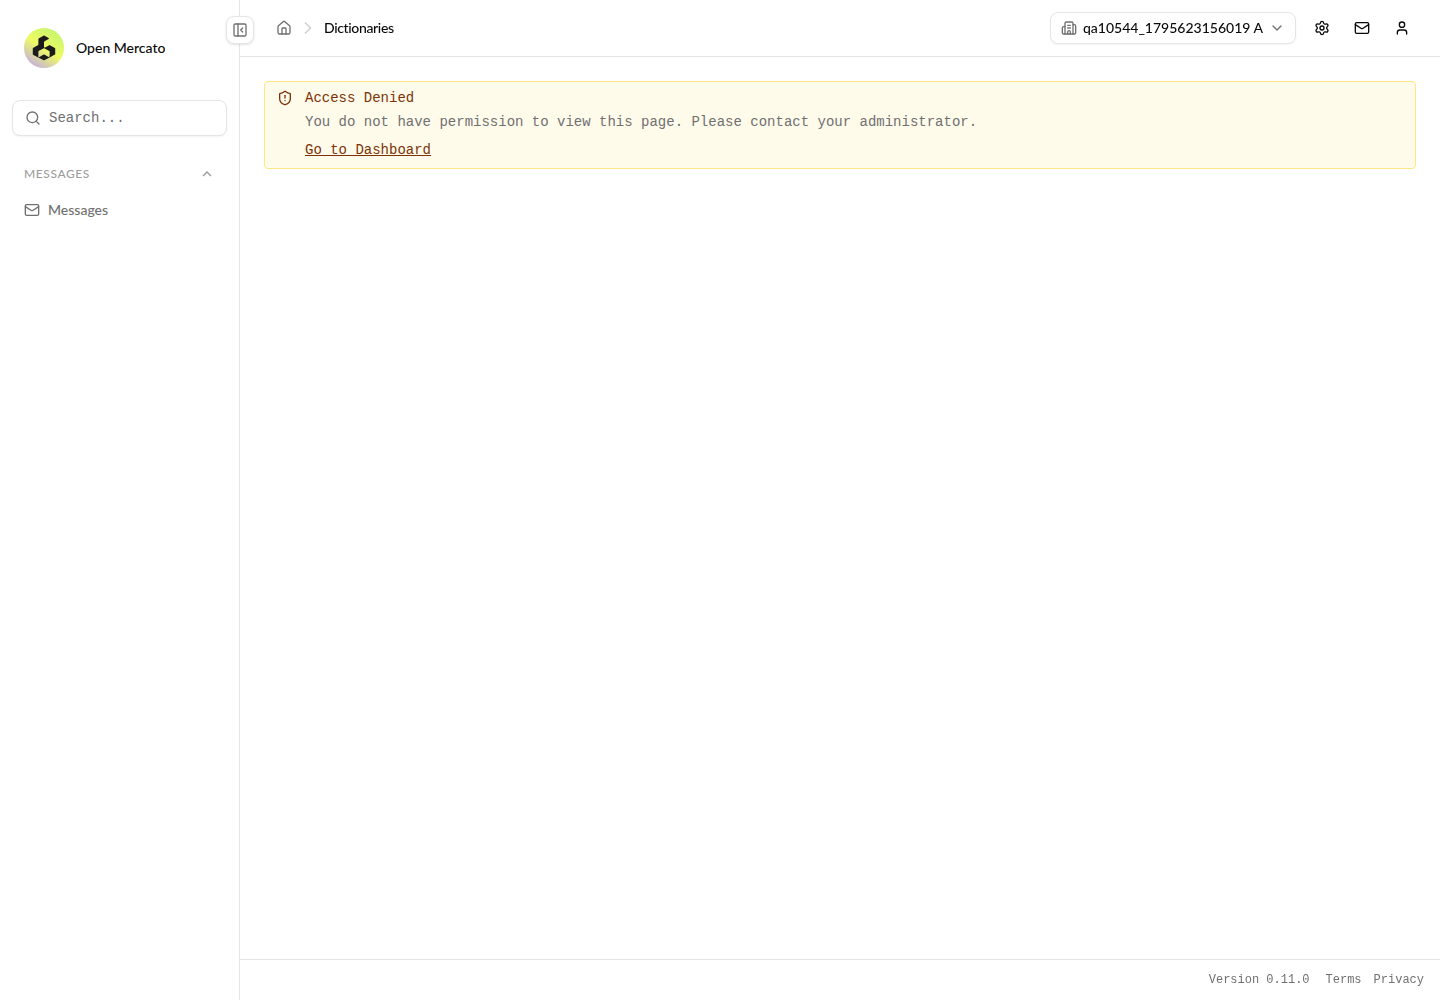 Open Mercato
Search...
MESSAGES
Messages
Dictionaries
qa10544_1795623156019 A
Access Denied
You do not have permission to view this page. Please contact your administrator.
Go to Dashboard
Version 0.11.0 Terms Privacy